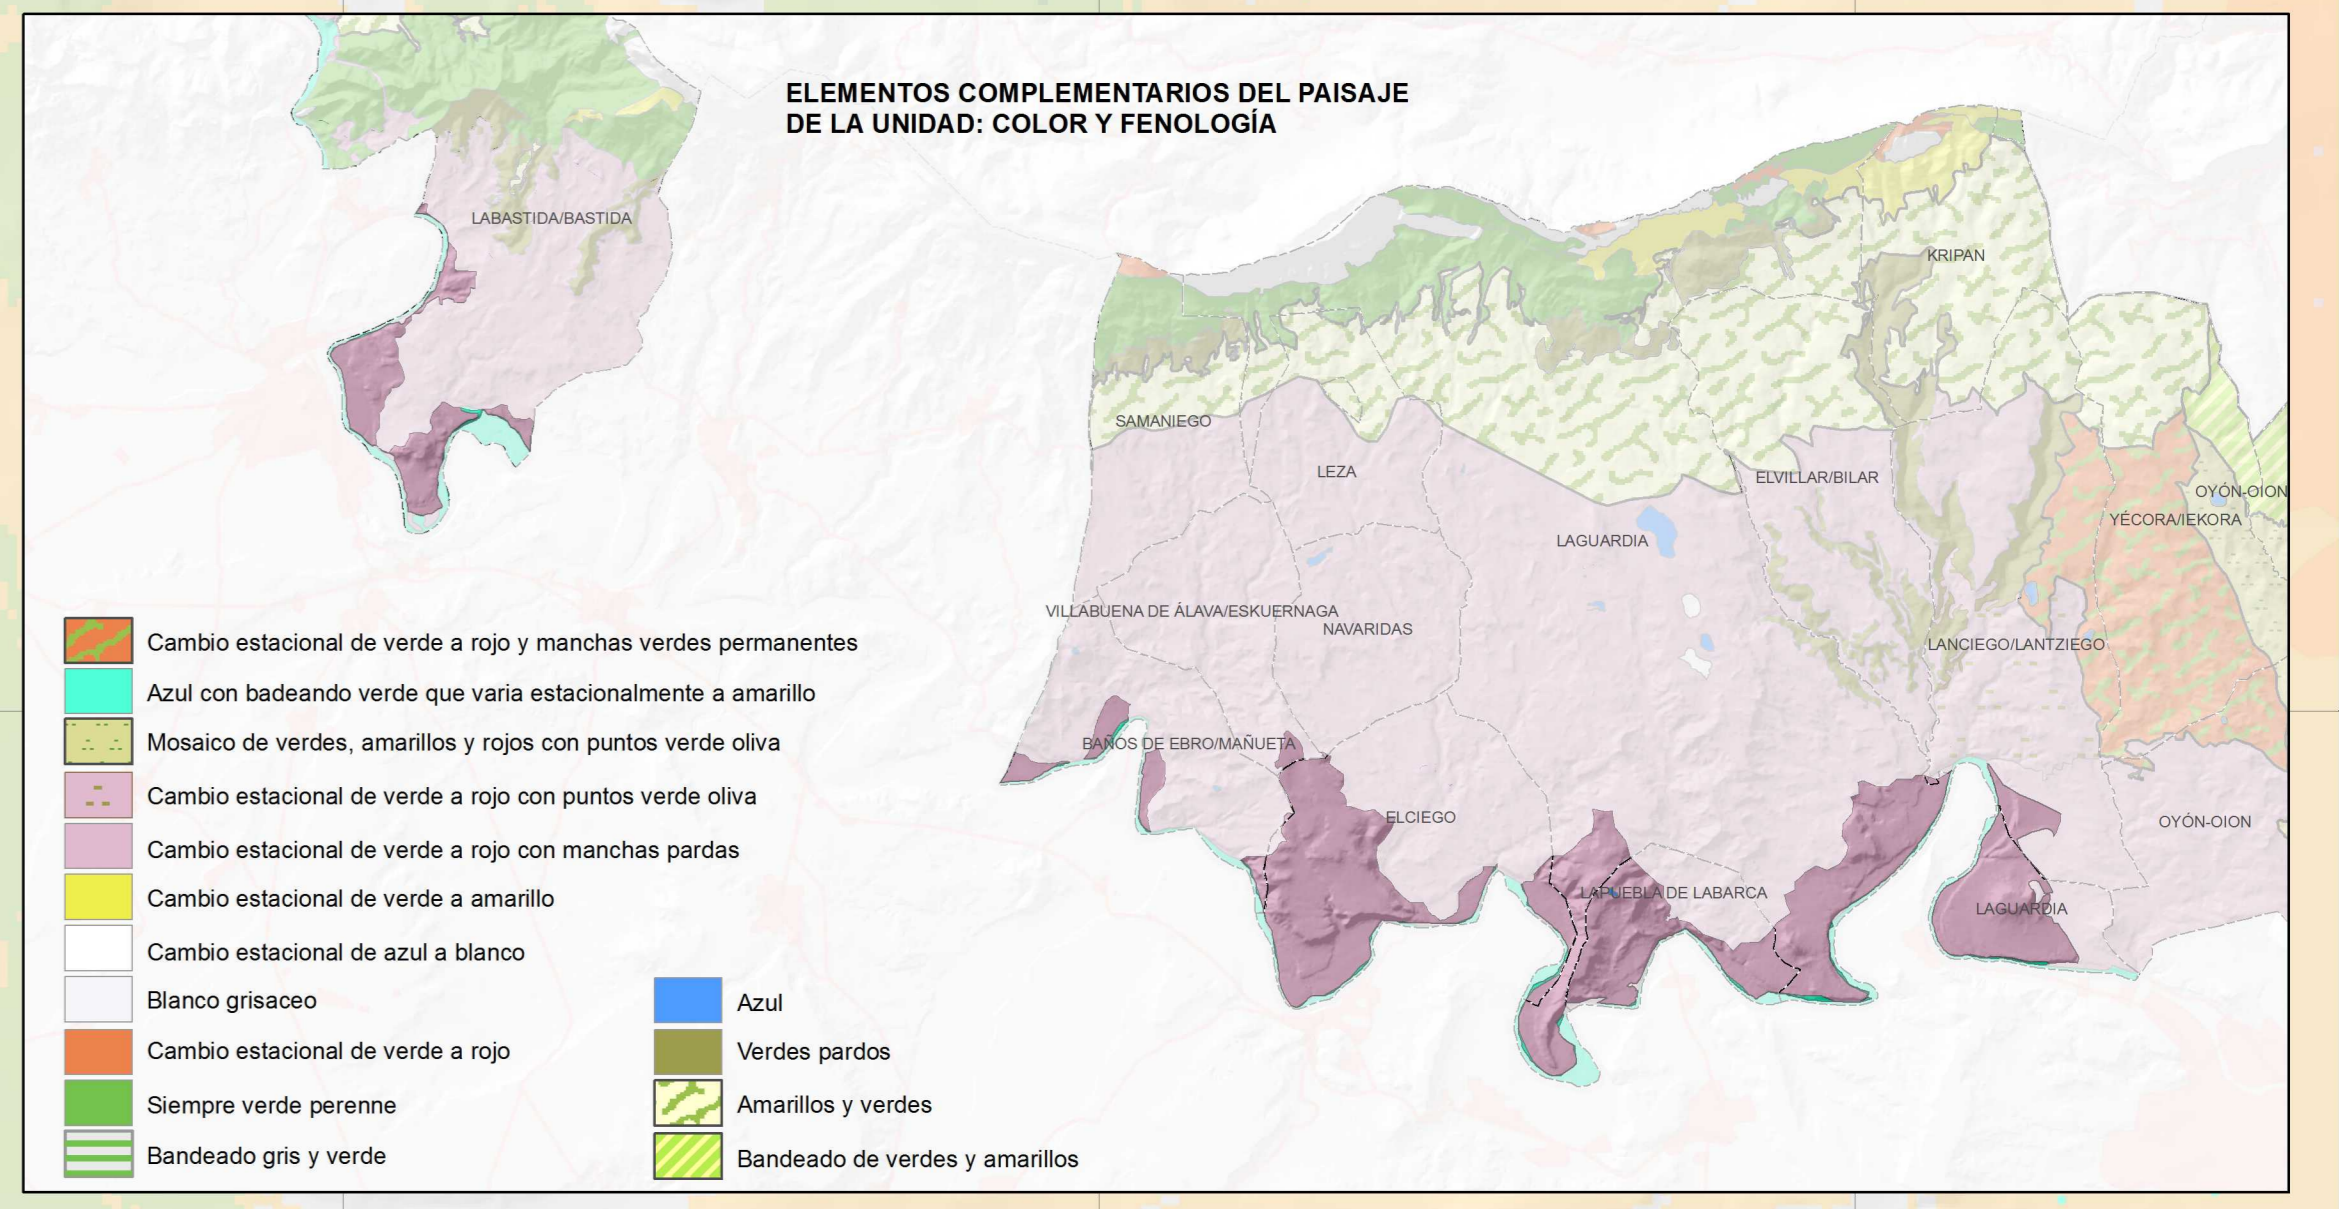 ELEMENTOS COMPLEMENTARIOS DEL PAISAJE
DE LA UNIDAD: COLOR Y FENOLOGÍA
LABASTIDA/BASTIDA
KRIPAN
SAMANIEGO
LEZA
ELVILLAR/BILAR
OYÓN-OION
YÉCORA/IEKORA
LAGUARDIA
VILLABUENA DE ÁLAVA/ESKUERNAGA
NAVARIDAS
LANCIEGO/LANTZIEGO
BAÑOS DE EBRO/MAÑUETA
ELCIEGO
OYÓN-OION
LAPUEBLA DE LABARCA
LAGUARDIA
Cambio estacional de verde a rojo y manchas verdes permanentes
Azul con badeando verde que varia estacionalmente a amarillo
Mosaico de verdes, amarillos y rojos con puntos verde oliva
Cambio estacional de verde a rojo con puntos verde oliva
Cambio estacional de verde a rojo con manchas pardas
Cambio estacional de verde a amarillo
Cambio estacional de azul a blanco
Blanco grisaceo
Cambio estacional de verde a rojo
Siempre verde perenne
Bandeado gris y verde
Azul
Verdes pardos
Amarillos y verdes
Bandeado de verdes y amarillos